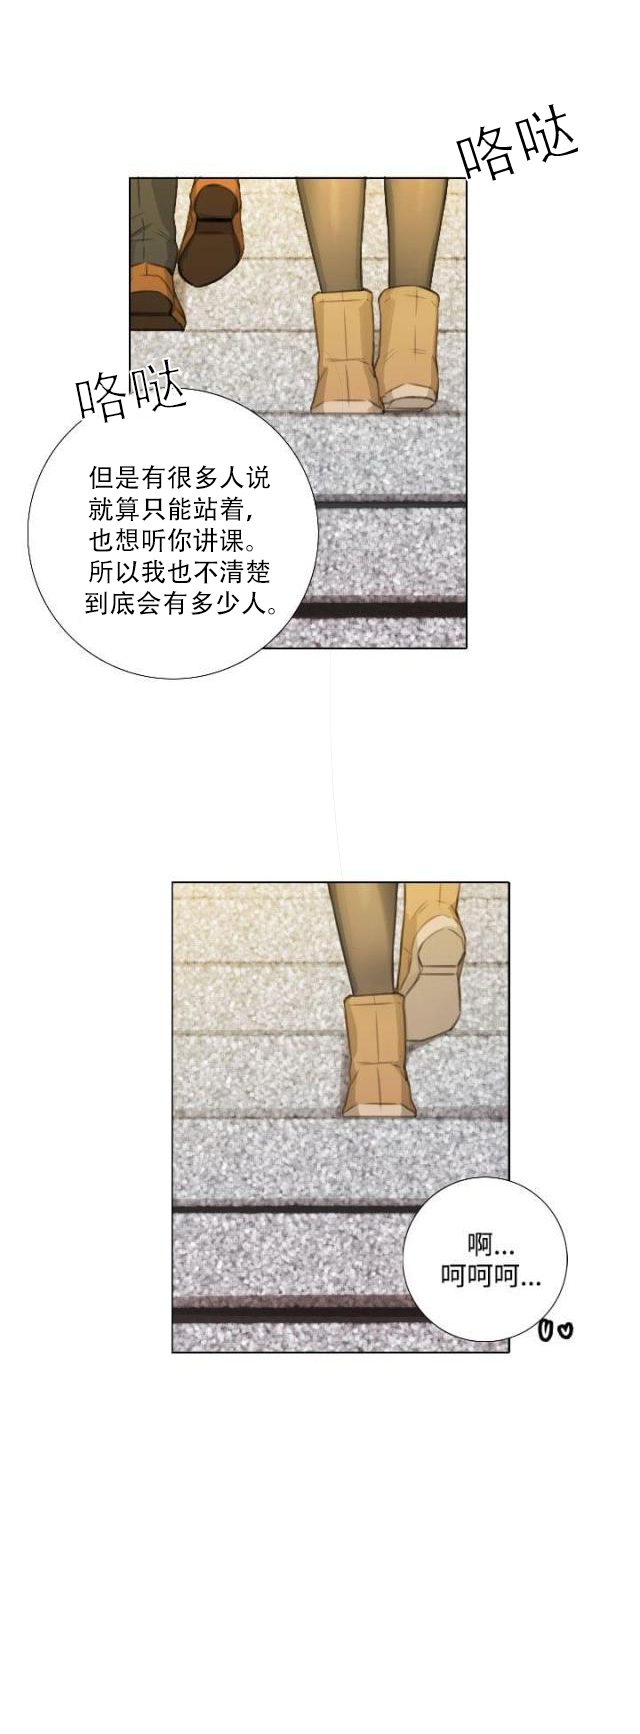 咯哒
咯哒
但是有很多人说
就算只能站着，
也想听你讲课。
所以我也不清楚
到底会有多少人。
啊...
呵呵呵...